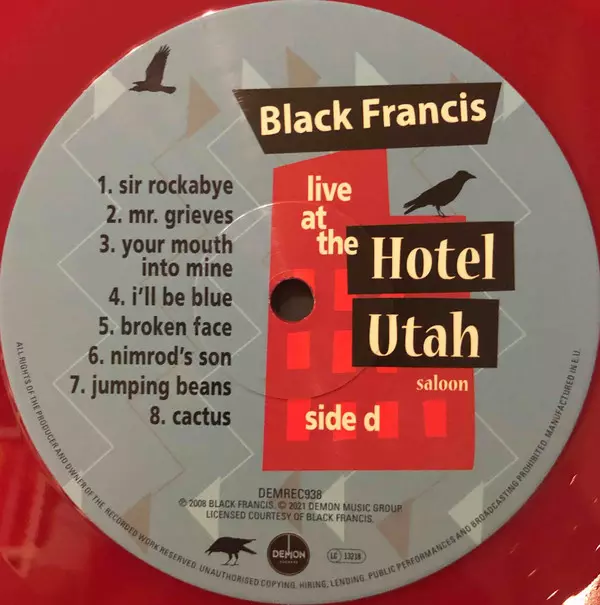 Black Francis
live
at
the
Hotel
Utah
saloon
side d
1. sir rockabye
2. mr. grieves
3. your mouth
into mine
4. i'll be blue
5. broken face
6. nimrod's son
7. jumping beans
8. cactus
DEMREC938
℗ 2008 BLACK FRANCIS. © 2021 DEMON MUSIC GROUP.
LICENSED COURTESY OF BLACK FRANCIS.
DEMON
RECORDS
LC 13218
ALL RIGHTS OF THE PRODUCER AND OWNER OF THE RECORDED WORK RESERVED. UNAUTHORISED COPYING, HIRING, LENDING, PUBLIC PERFORMANCES AND BROADCASTING PROHIBITED. MANUFACTURED IN E.U.